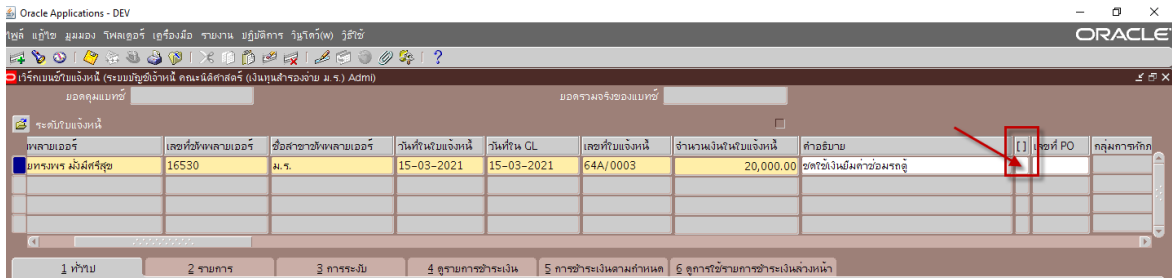 Oracle Applications - DEV
ไฟล์ แก้ไข มุมมอง โฟลเดอร์ เครื่องมือ รายงาน ปฏิบัติการ วินโดว์(w) วิธีใช้
ORACLE
เวิร์กเบนช์ใบแจ้งหนี้ (ระบบบัญชีเจ้าหนี้ คณะนิติศาสตร์ (เงินทุนสำรองจ่าย ม.ร.) Adml)
ยอดคุมแบทช์ ยอดรวมจริงของแบทช์
ระดับใบแจ้งหนี้
พพลายเออร์ เลขที่ซัพพลายเออร์ ชื่อสาขาซัพพลายเออร์ วันที่ในใบแจ้งหนี้ วันที่ใน GL เลขที่ใบแจ้งหนี้ จำนวนเงินในใบแจ้งหนี้ คำอธิบาย [ ] เลขที่ PO กลุ่มการหัก
16530 ม.ร. 15-03-2021 15-03-2021 64A/0003 20,000.00 ชดใช้เงินยืมค่าซ่อมรถตู้
1 ทั่วไป 2 รายการ 3 การระงับ 4 ดูรายการชำระเงิน 5 การชำระเงินตามกำหนด 6 ดูการใช้รายการชำระเงินล่วงหน้า